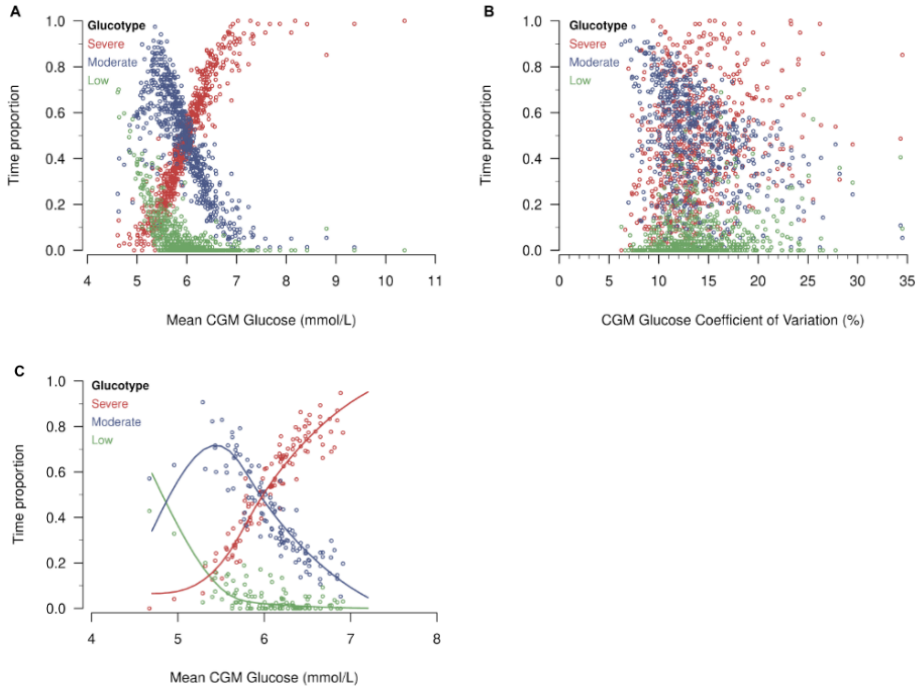 A
Glucotype
Severe
Moderate
Low
Time proportion
1.0
0.8
0.6
0.4
0.2
0.0
4 5 6 7 8 9 10 11
Mean CGM Glucose (mmol/L)
B
Glucotype
Severe
Moderate
Low
Time proportion
1.0
0.8
0.6
0.4
0.2
0.0
0 5 10 15 20 25 30 35
CGM Glucose Coefficient of Variation (%)
C
Glucotype
Severe
Moderate
Low
Time proportion
1.0
0.8
0.6
0.4
0.2
0.0
4 5 6 7 8
Mean CGM Glucose (mmol/L)